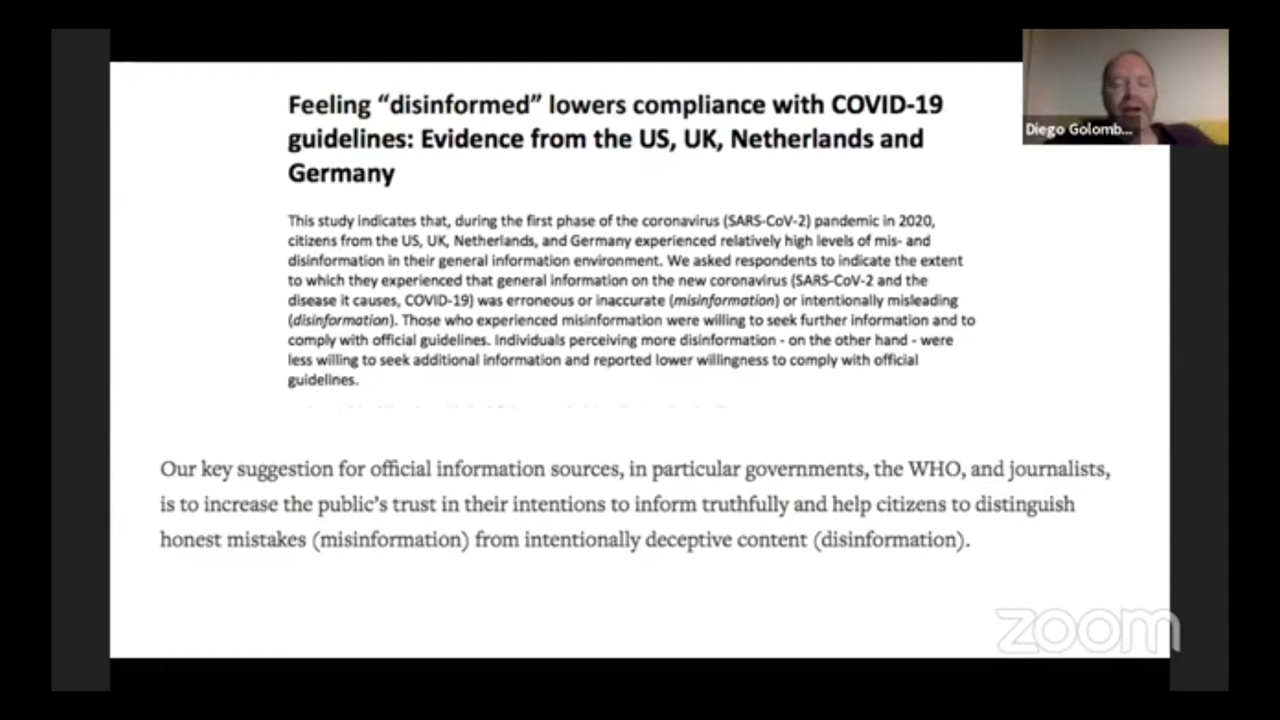 Feeling “disinformed” lowers compliance with COVID-19
guidelines: Evidence from the US, UK, Netherlands and
Germany
Diego Golomb...
This study indicates that, during the first phase of the coronavirus (SARS-CoV-2) pandemic in 2020,
citizens from the US, UK, Netherlands, and Germany experienced relatively high levels of mis- and
disinformation in their general information environment. We asked respondents to indicate the extent
to which they experienced that general information on the new coronavirus (SARS-CoV-2 and the
disease it causes, COVID-19) was erroneous or inaccurate (misinformation) or intentionally misleading
(disinformation). Those who experienced misinformation were willing to seek further information and to
comply with official guidelines. Individuals perceiving more disinformation - on the other hand - were
less willing to seek additional information and reported lower willingness to comply with official
guidelines.
Our key suggestion for official information sources, in particular governments, the WHO, and journalists,
is to increase the public’s trust in their intentions to inform truthfully and help citizens to distinguish
honest mistakes (misinformation) from intentionally deceptive content (disinformation).
zoom